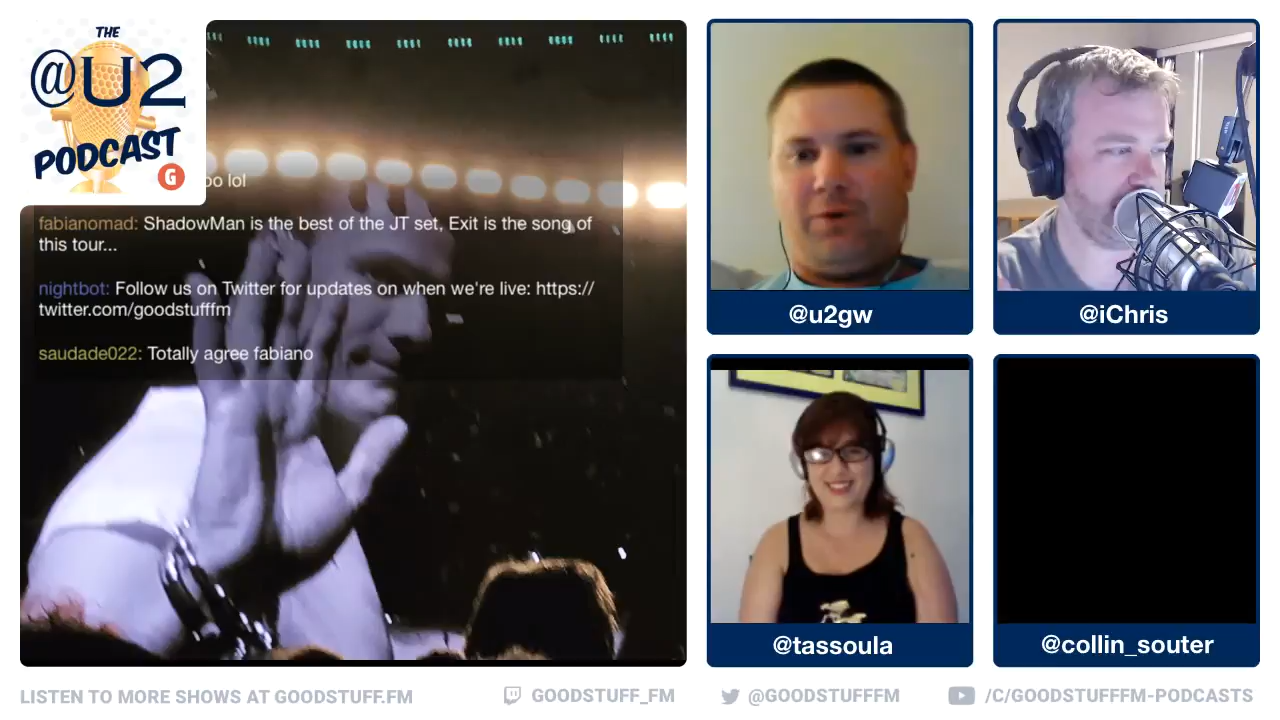 THE
@U2
PODCAST
G
oo lol
fabianomad: ShadowMan is the best of the JT set, Exit is the song of
this tour...
nightbot: Follow us on Twitter for updates on when we're live: https://
twitter.com/goodstufffm
saudade022: Totally agree fabiano
@u2gw
@iChris
@tassoula
@collin_souter
LISTEN TO MORE SHOWS AT GOODSTUFF.FM
GOODSTUFF_FM
@GOODSTUFFFM
/C/GOODSTUFFFM-PODCASTS